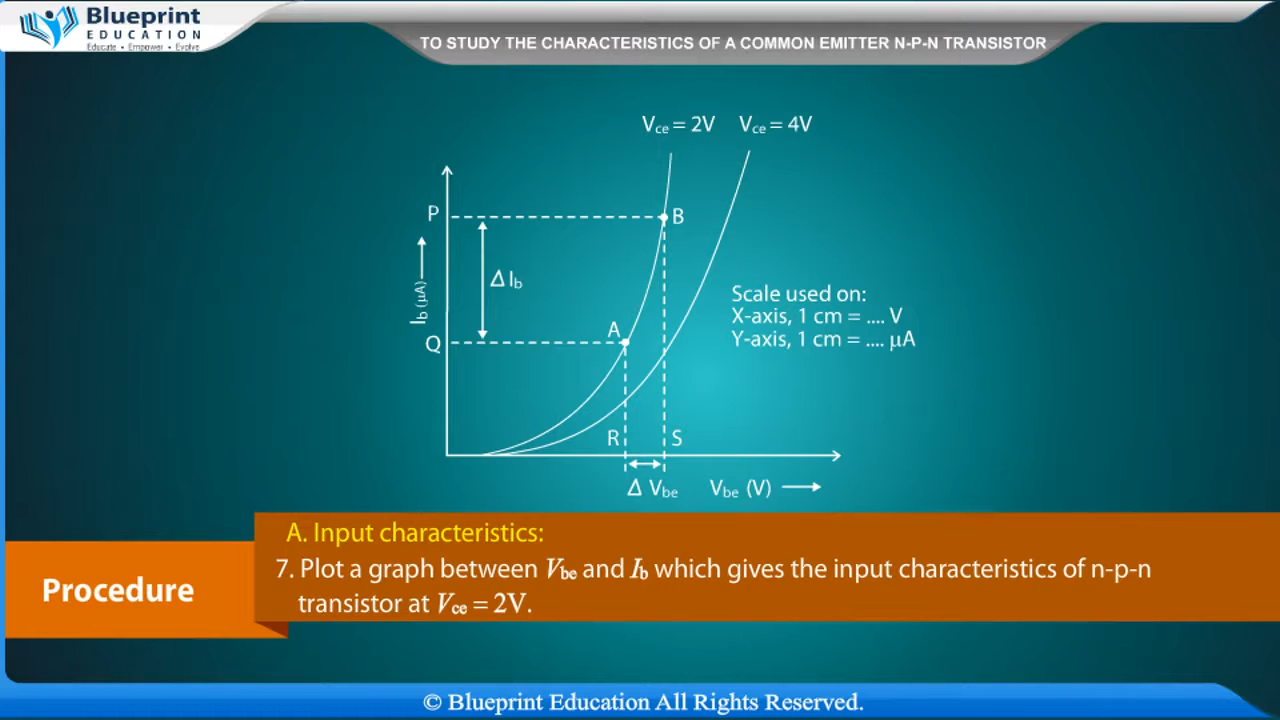 Blueprint
EDUCATION
Educate • Empower • Evolve
TO STUDY THE CHARACTERISTICS OF A COMMON EMITTER N-P-N TRANSISTOR
Vce = 2V
Vce = 4V
P
B
Δ Ib
Ib (μA)
Scale used on:
X-axis, 1 cm = .... V
Y-axis, 1 cm = .... μA
A
Q
R
S
Δ Vbe
Vbe (V)
A. Input characteristics:
7. Plot a graph between Vbe and Ib which gives the input characteristics of n-p-n
transistor at Vce = 2V.
Procedure
© Blueprint Education All Rights Reserved.